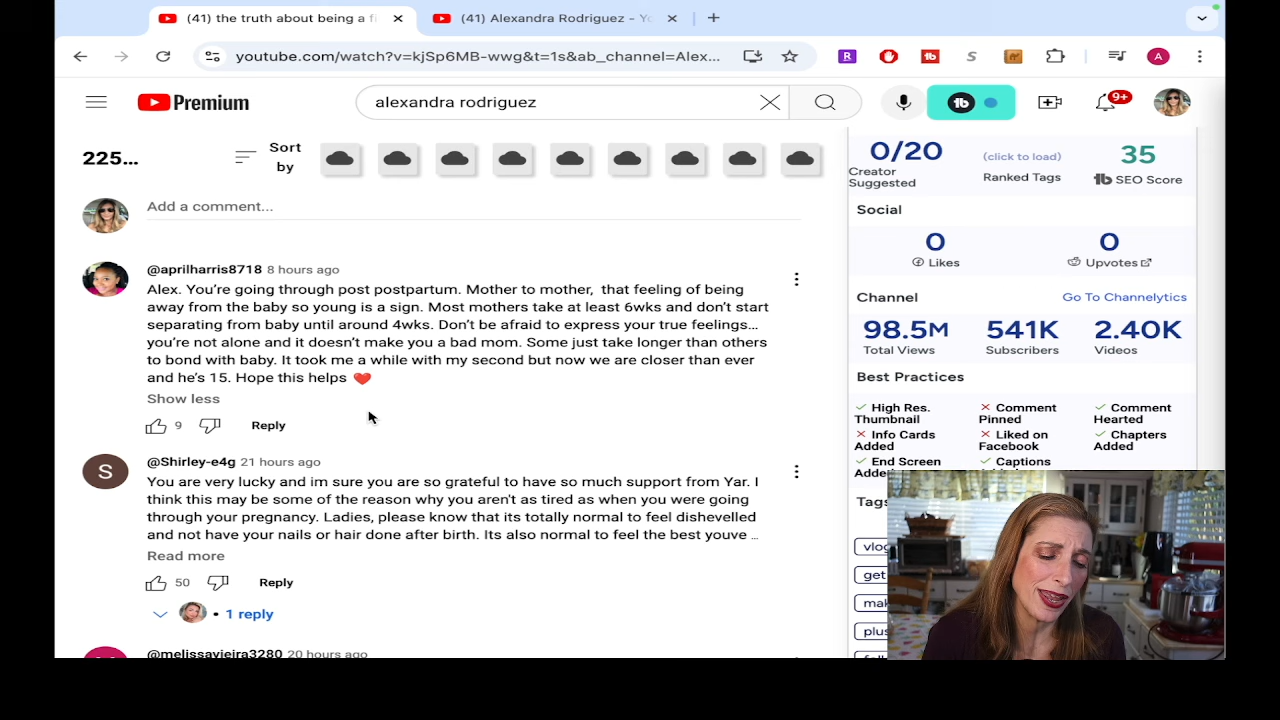 (41) the truth about being a fi
(41) Alexandra Rodriguez - Yo
youtube.com/watch?v=kjSp6MB-wwg&t=1s&ab_channel=Alex...
R
tb
S
A
Premium
alexandra rodriguez
tb
9+
225...
Sort
by
Add a comment...
@aprilharris8718 8 hours ago
Alex. You’re going through post postpartum. Mother to mother, that feeling of being
away from the baby so young is a sign. Most mothers take at least 6wks and don’t start
separating from baby until around 4wks. Don’t be afraid to express your true feelings...
you’re not alone and it doesn’t make you a bad mom. Some just take longer than others
to bond with baby. It took me a while with my second but now we are closer than ever
and he’s 15. Hope this helps ❤️
Show less
9
Reply
S
@Shirley-e4g 21 hours ago
You are very lucky and im sure you are so grateful to have so much support from Yar. I
think this may be some of the reason why you aren't as tired as when you were going
through your pregnancy. Ladies, please know that its totally normal to feel dishevelled
and not have your nails or hair done after birth. Its also normal to feel the best youve ...
Read more
50
Reply
• 1 reply
@melissavieira3280 20 hours ago
0/20
Creator
Suggested
(click to load)
Ranked Tags
35
tb SEO Score
Social
0
Likes
0
Upvotes
Channel
Go To Channelytics
98.5M
Total Views
541K
Subscribers
2.40K
Videos
Best Practices
High Res.
Thumbnail
Comment
Pinned
Comment
Hearted
Info Cards
Added
Liked on
Facebook
Chapters
Added
End Screen
Added
Captions
Tags
vlog
get
mak
plus